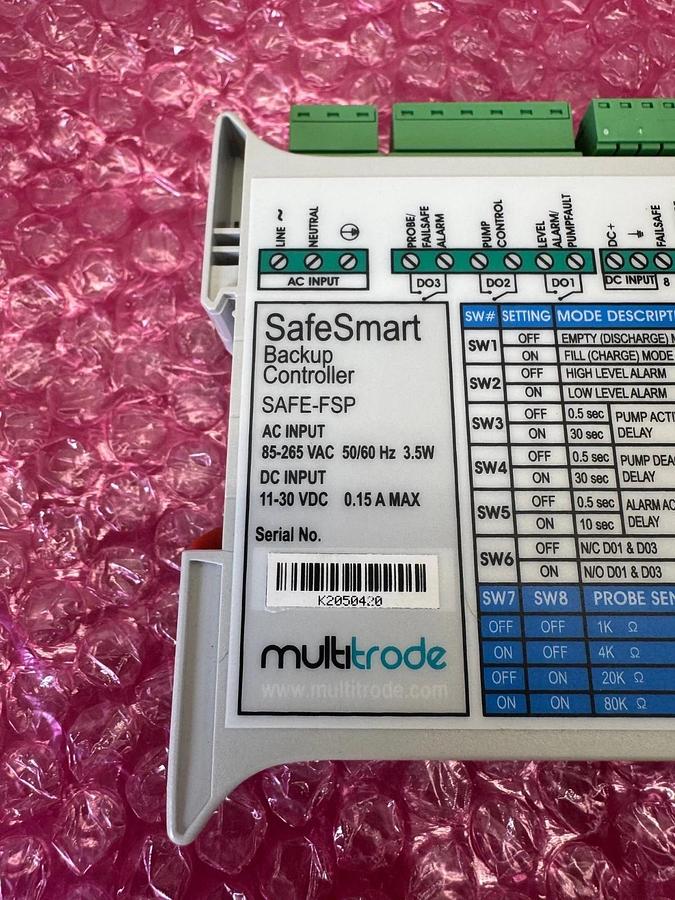 LINE ~
NEUTRAL
AC INPUT
PROBE/
FAILSAFE
ALARM
PUMP
CONTROL
LEVEL
ALARM/
PUMPFAULT
DO3
DO2
DO1
DC+
FAILSAFE
DC INPUT 8
SafeSmart
Backup
Controller
SAFE-FSP
AC INPUT
85-265 VAC 50/60 Hz 3.5W
DC INPUT
11-30 VDC 0.15 A MAX
Serial No.
K2050420
multitrode
www.multitrode.com
SW# SETTING MODE DESCRIPTI
SW1 OFF EMPTY (DISCHARGE) M
ON FILL (CHARGE) MODE
SW2 OFF HIGH LEVEL ALARM
ON LOW LEVEL ALARM
SW3 OFF 0.5 sec PUMP ACTI
ON 30 sec DELAY
SW4 OFF 0.5 sec PUMP DEA
ON 30 sec DELAY
SW5 OFF 0.5 sec ALARM AC
ON 10 sec DELAY
SW6 OFF N/C D01 & D03
ON N/O D01 & D03
SW7 SW8 PROBE SEN
OFF OFF 1K Ω
ON OFF 4K Ω
OFF ON 20K Ω
ON ON 80K Ω